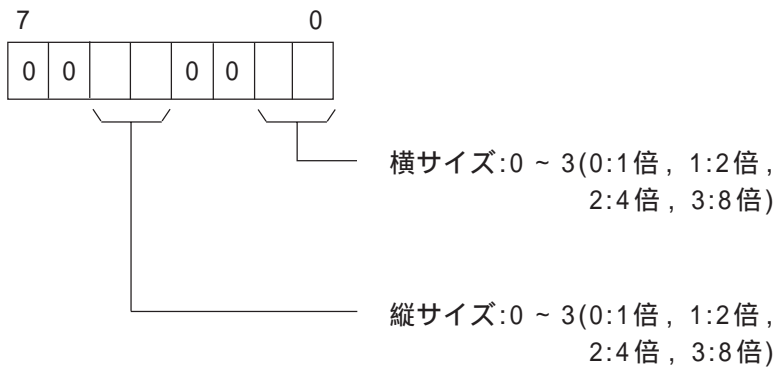 7 0
0 0 0 0
横サイズ:0 ~ 3(0:1倍, 1:2倍,
2:4倍, 3:8倍)
縦サイズ:0 ~ 3(0:1倍, 1:2倍,
2:4倍, 3:8倍)